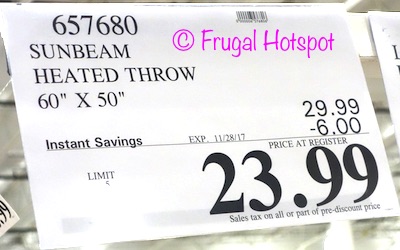 657680
© Frugal Hotspot
SUNBEAM
HEATED THROW
60" X 50"
29.99
Instant Savings EXP. 11/28/17 -6.00
PRICE AT REGISTER
LIMIT
5
23.99
Sales tax on all or part of pre-discount price